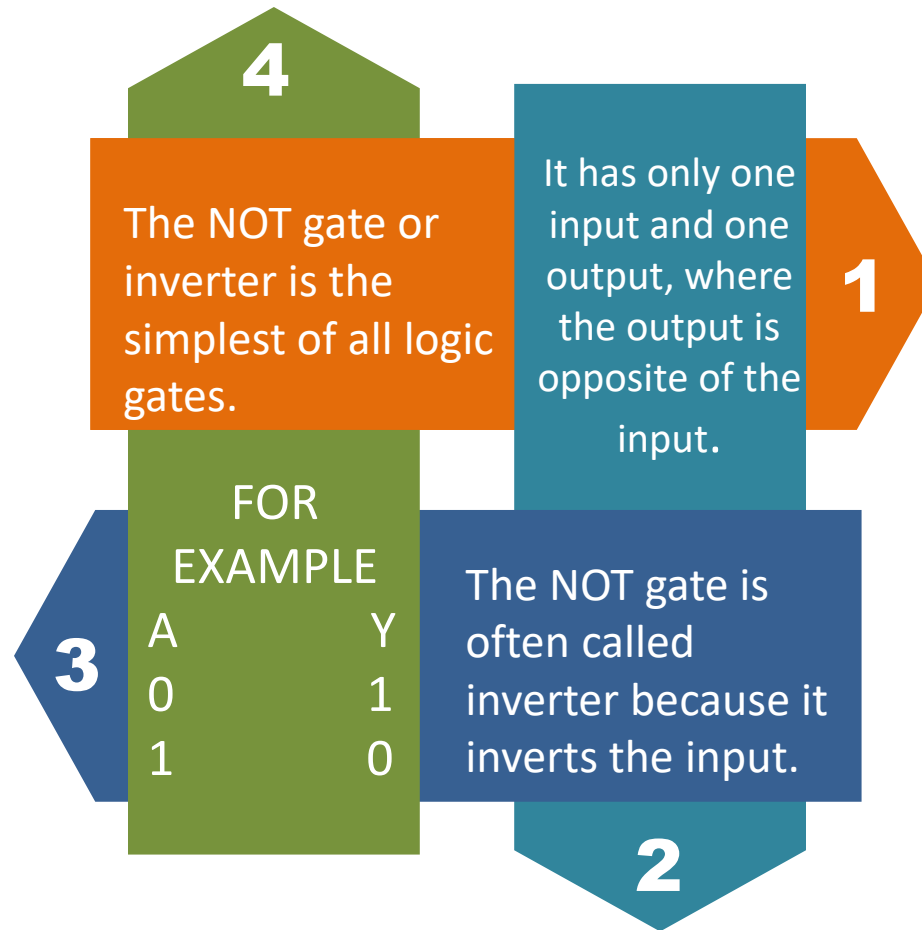 The NOT gate or
inverter is the
simplest of all logic
gates.
1
It has only one
input and one
output, where
the output is
opposite of the
input.
2
The NOT gate is
often called
inverter because it
inverts the input.
3
FOR
EXAMPLE
A Y
0 1
1 0
4